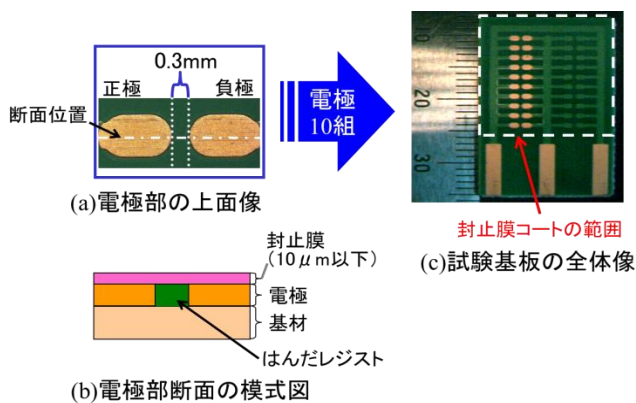 0.3mm
正極
負極
断面位置
(a)電極部の上面像
電極
10組
10
20
30
封止膜コートの範囲
(c)試験基板の全体像
封止膜
(10μm以下)
電極
基材
はんだレジスト
(b)電極部断面の模式図